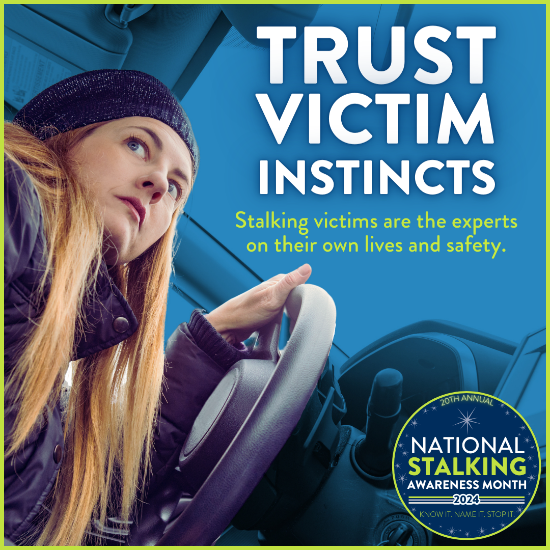 TRUST
VICTIM
INSTINCTS
Stalking victims are the experts
on their own lives and safety.
20TH ANNUAL
NATIONAL
STALKING
AWARENESS MONTH
2024
KNOW IT. NAME IT. STOP IT.